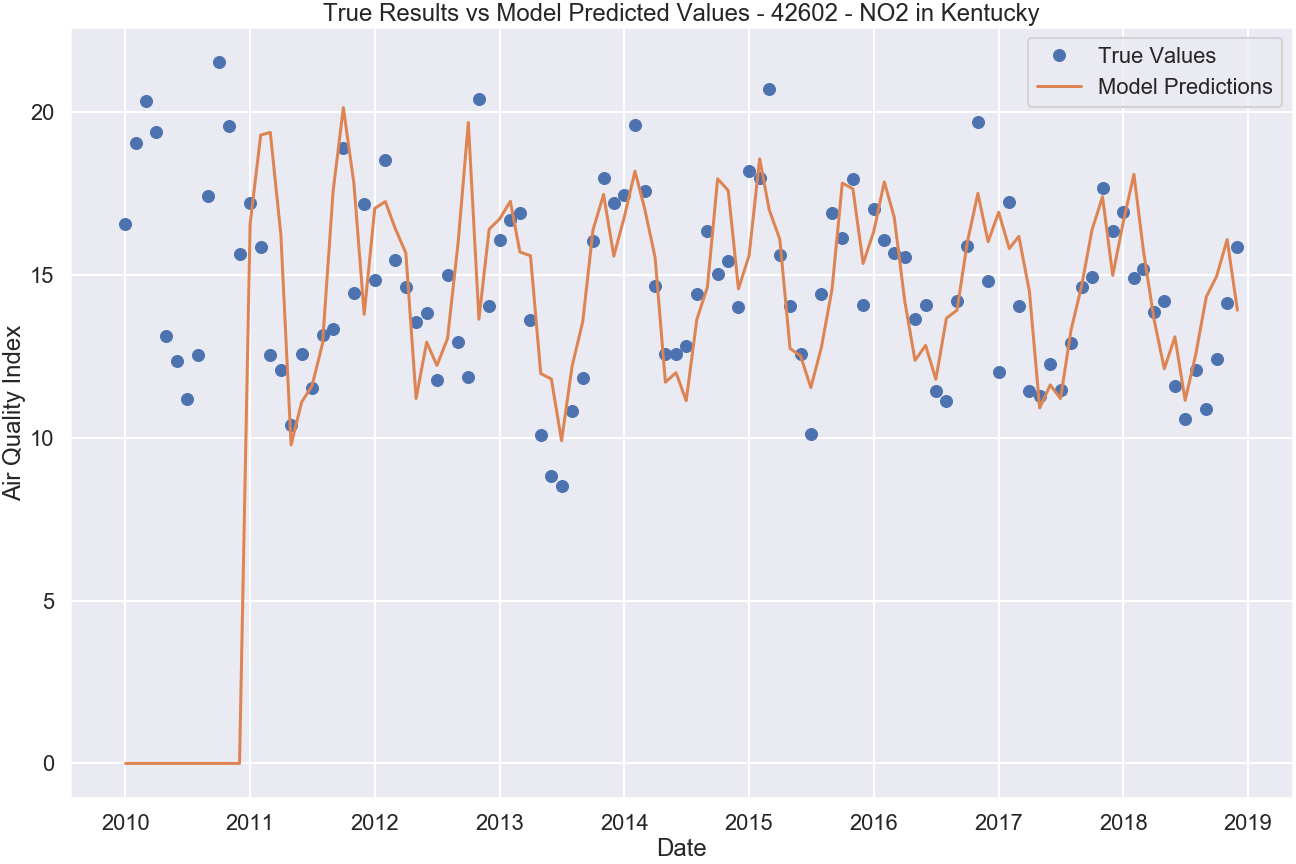 True Results vs Model Predicted Values - 42602 - NO2 in Kentucky
True Values
Model Predictions
20
15
10
5
0
Air Quality Index
2010 2011 2012 2013 2014 2015 2016 2017 2018 2019
Date